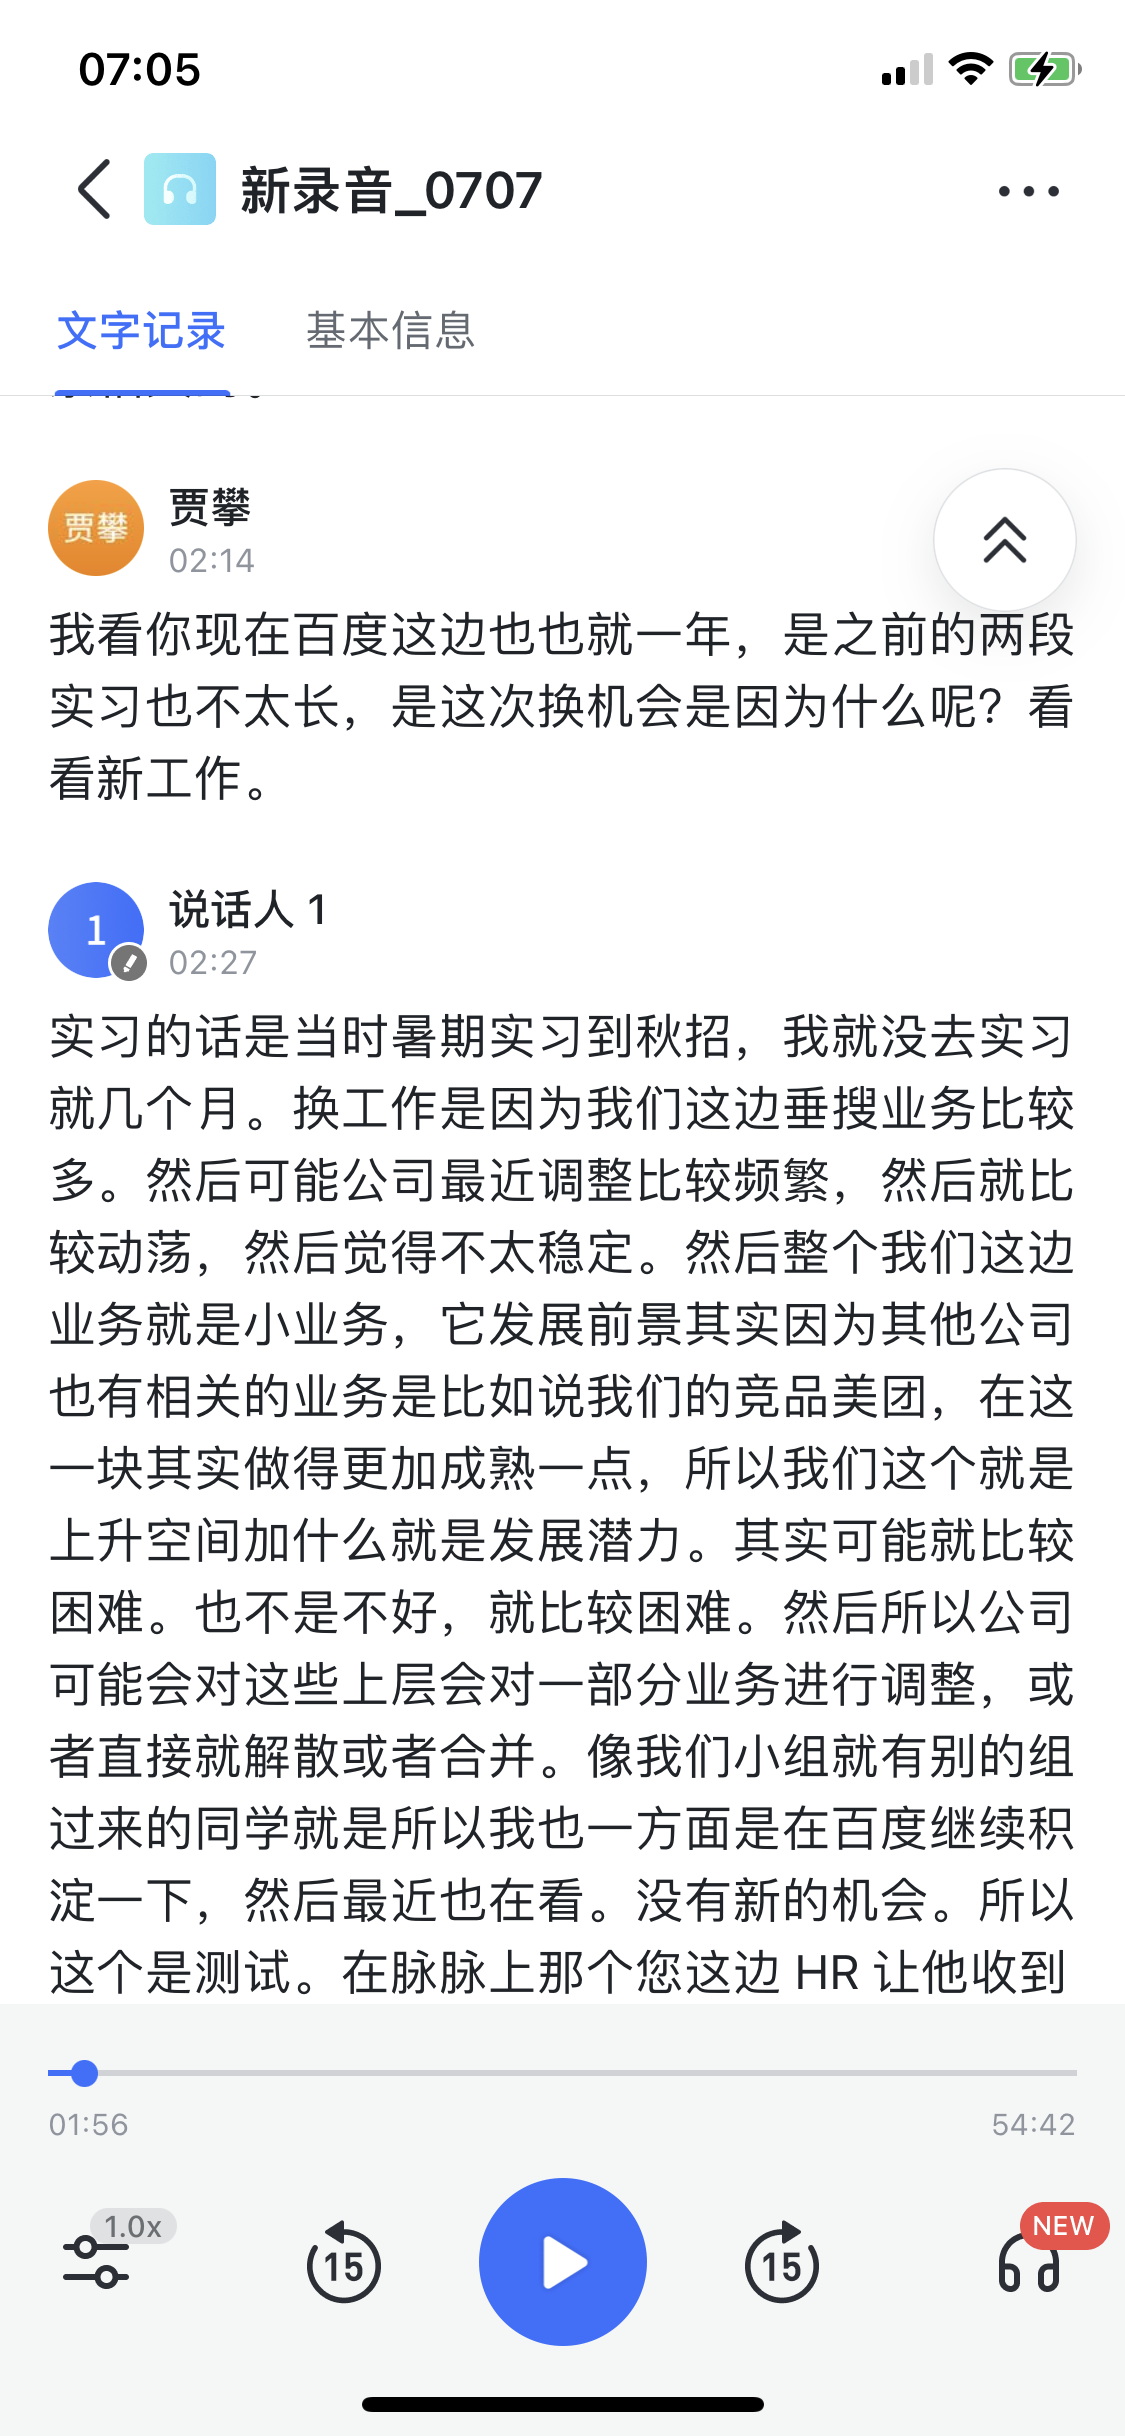 07:05
新录音_0707
文字记录 基本信息
贾攀 贾攀
02:14
我看你现在百度这边也也就一年，是之前的两段
实习也不太长，是这次换机会是因为什么呢？看
看新工作。
1 说话人 1
02:27
实习的话是当时暑期实习到秋招，我就没去实习
就几个月。换工作是因为我们这边垂搜业务比较
多。然后可能公司最近调整比较频繁，然后就比
较动荡，然后觉得不太稳定。然后整个我们这边
业务就是小业务，它发展前景其实因为其他公司
也有相关的业务是比如说我们的竞品美团，在这
一块其实做得更加成熟一点，所以我们这个就是
上升空间加什么就是发展潜力。其实可能就比较
困难。也不是不好，就比较困难。然后所以公司
可能会对这些上层会对一部分业务进行调整，或
者直接就解散或者合并。像我们小组就有别的组
过来的同学就是所以我也一方面是在百度继续积
淀一下，然后最近也在看。没有新的机会。所以
这个是测试。在脉脉上那个您这边 HR 让他收到
01:56 54:42
1.0x 15 15 NEW